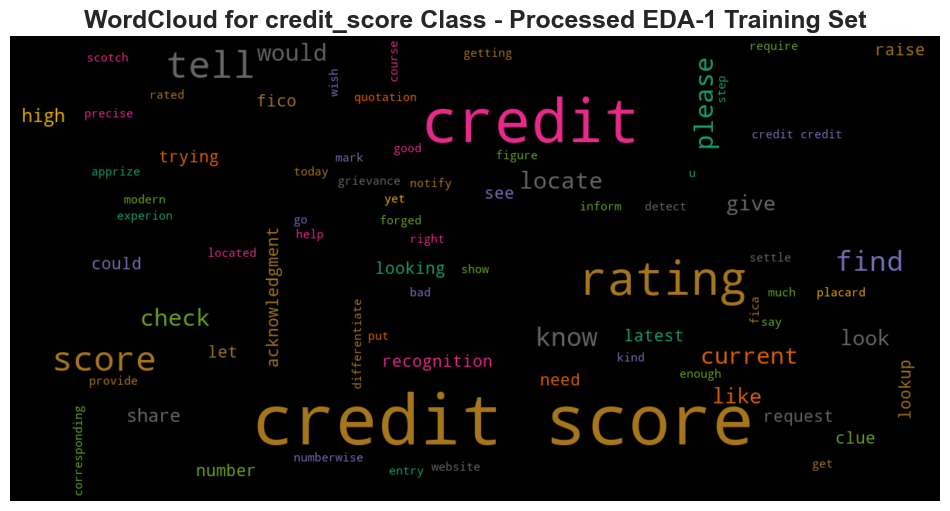 WordCloud for credit_score Class - Processed EDA-1 Training Set
scotch
tell
would
wish
course
getting
require
raise
rated
fico
quotation
please
step
high
precise
credit
credit credit
trying
mark
good
figure
apprize
today
grievance
notify
see
locate
u
modern
yet
inform
detect
give
experion
go
forged
help
right
located
could
acknowledgment
looking
show
rating
settle
find
bad
much
placard
check
differentiate
fica
say
put
know
latest
look
score
let
recognition
kind
current
provide
need
enough
like
lookup
share
credit score
request
corresponding
clue
numberwise
number
entry
website
get